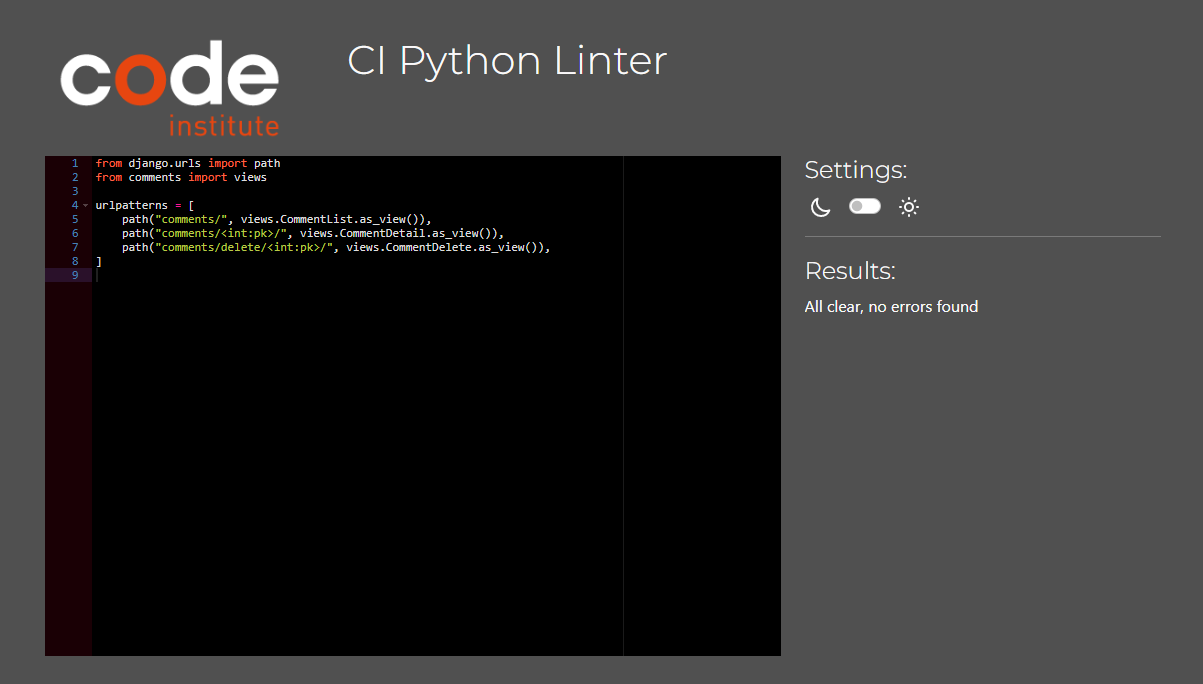 code
institute
CI Python Linter
1 from django.urls import path
2 from comments import views
3
4 urlpatterns = [
5     path("comments/", views.CommentList.as_view()),
6     path("comments/<int:pk>/", views.CommentDetail.as_view()),
7     path("comments/delete/<int:pk>/", views.CommentDelete.as_view()),
8 ]
9
Settings:
Results:
All clear, no errors found